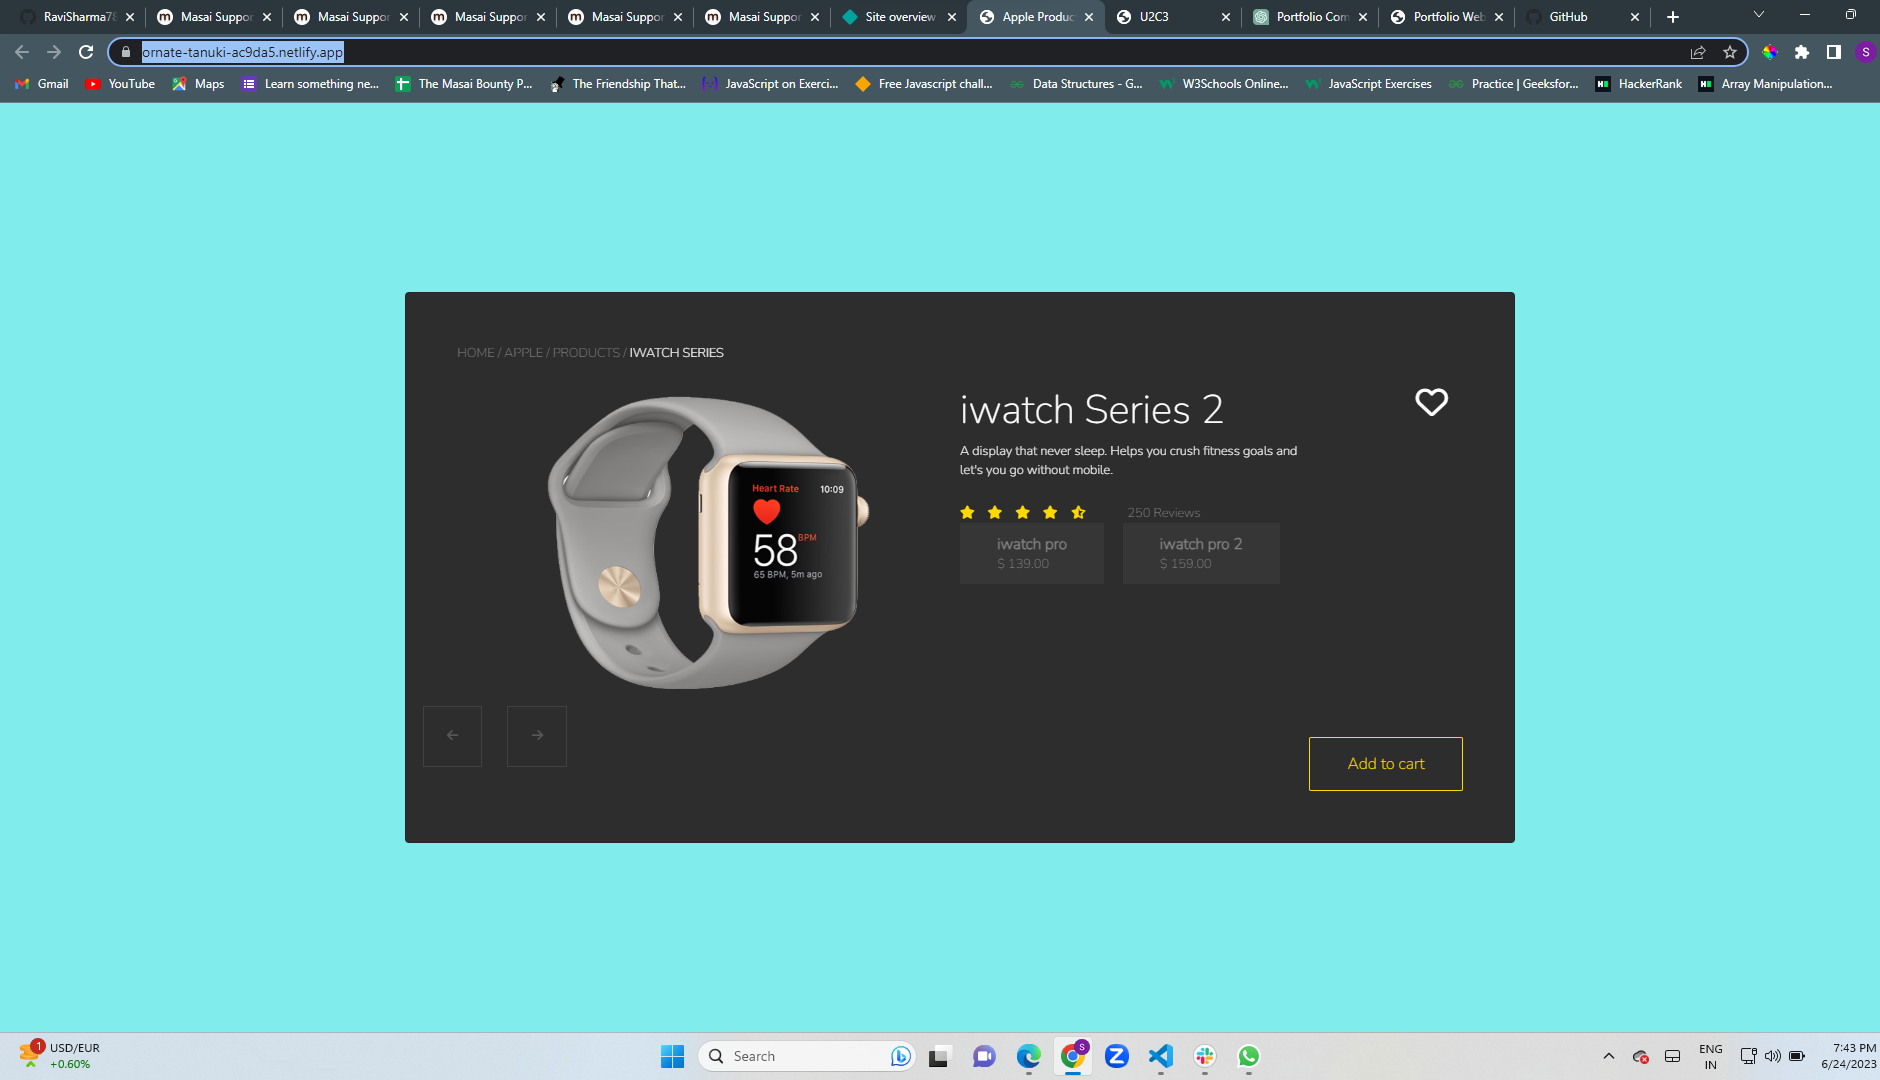 RaviSharma78
Masai Suppor
Masai Suppor
Masai Suppor
Masai Suppor
Masai Suppor
Site overview
Apple Produc
U2C3
Portfolio Com
Portfolio Web
GitHub
ornate-tanuki-ac9da5.netlify.app
S
Gmail
YouTube
Maps
Learn something ne...
The Masai Bounty P...
The Friendship That...
JavaScript on Exerci...
Free Javascript chall...
Data Structures - G...
W3Schools Online...
JavaScript Exercises
Practice | Geeksfor...
HackerRank
Array Manipulation...
HOME / APPLE / PRODUCTS / IWATCH SERIES
Heart Rate 10:09
58 BPM
65 BPM, 5m ago
iwatch Series 2
A display that never sleep. Helps you crush fitness goals and
let's you go without mobile.
250 Reviews
iwatch pro
$ 139.00
iwatch pro 2
$ 159.00
Add to cart
1
USD/EUR
+0.60%
Search
S
ENG
IN
7:43 PM
6/24/2023